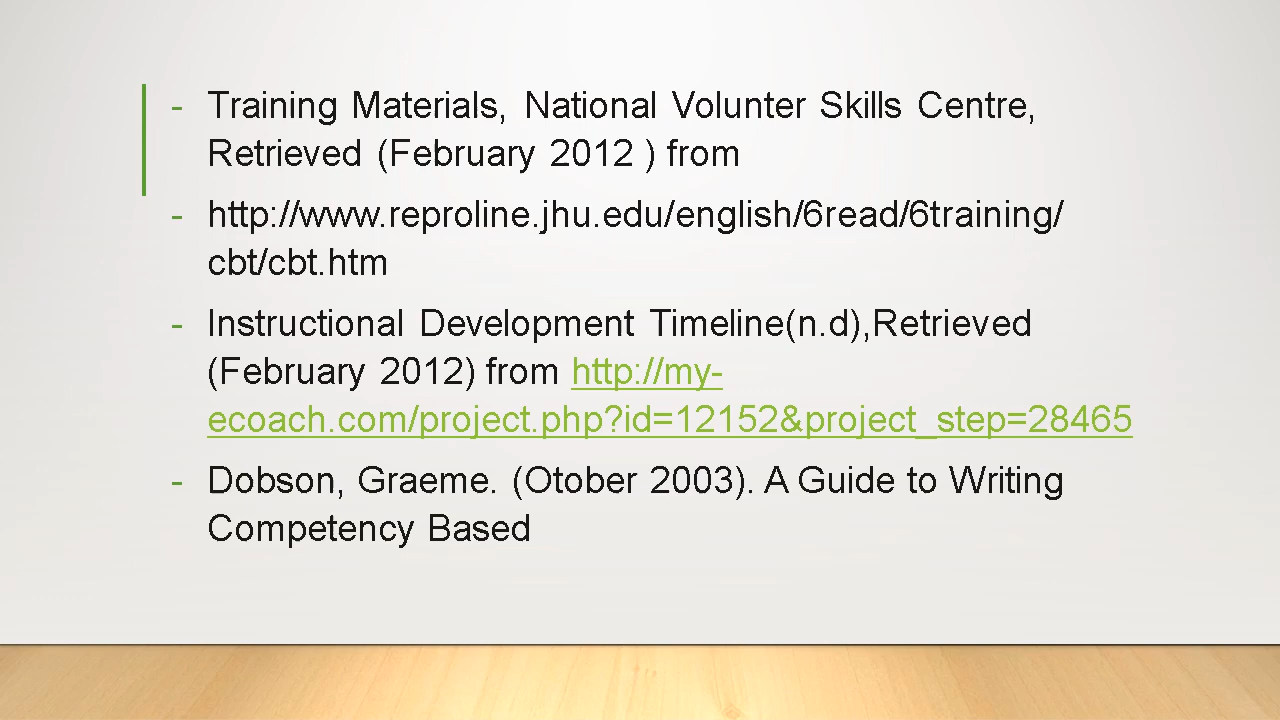 - Training Materials, National Volunter Skills Centre,
Retrieved (February 2012 ) from
- http://www.reproline.jhu.edu/english/6read/6training/
cbt/cbt.htm
- Instructional Development Timeline(n.d),Retrieved
(February 2012) from http://my-
ecoach.com/project.php?id=12152&project_step=28465
- Dobson, Graeme. (Otober 2003). A Guide to Writing
Competency Based